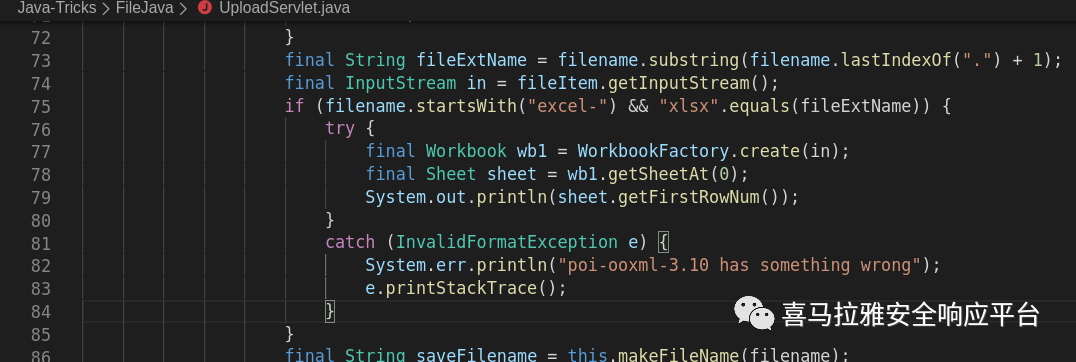 Java-Tricks > FileJava > UploadServlet.java
72 }
73 final String fileExtName = filename.substring(filename.lastIndexOf(".") + 1);
74 final InputStream in = fileItem.getInputStream();
75 if (filename.startsWith("excel-") && "xlsx".equals(fileExtName)) {
76 try {
77 final Workbook wb1 = WorkbookFactory.create(in);
78 final Sheet sheet = wb1.getSheetAt(0);
79 System.out.println(sheet.getFirstRowNum());
80 }
81 catch (InvalidFormatException e) {
82 System.err.println("poi-ooxml-3.10 has something wrong");
83 e.printStackTrace();
84 }
喜马拉雅安全响应平台
85 }
86 final String saveFilename = this.makeFileName(filename);